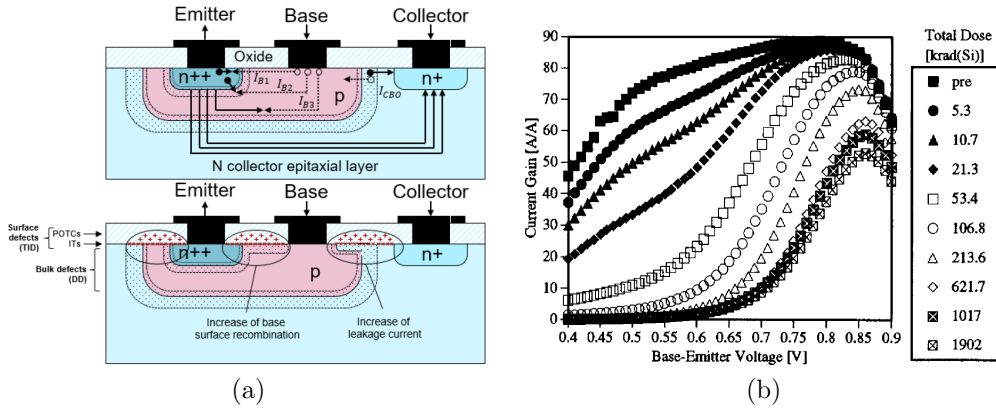 Emitter Base Collector
Oxide
n++ I_B1 I_B2 I_B3 p I_CBO n+
N collector epitaxial layer
Emitter Base Collector
Surface defects (TID)
POTCs
ITs
Bulk defects (DD)
n++ p n+
Increase of base surface recombination
Increase of leakage current
(a)
Current Gain [A/A]
90
80
70
60
50
40
30
20
10
0
0.4 0.45 0.5 0.55 0.6 0.65 0.7 0.75 0.8 0.85 0.9
Base-Emitter Voltage [V]
Total Dose
[krad(Si)]
pre
5.3
10.7
21.3
53.4
106.8
213.6
621.7
1017
1902
(b)